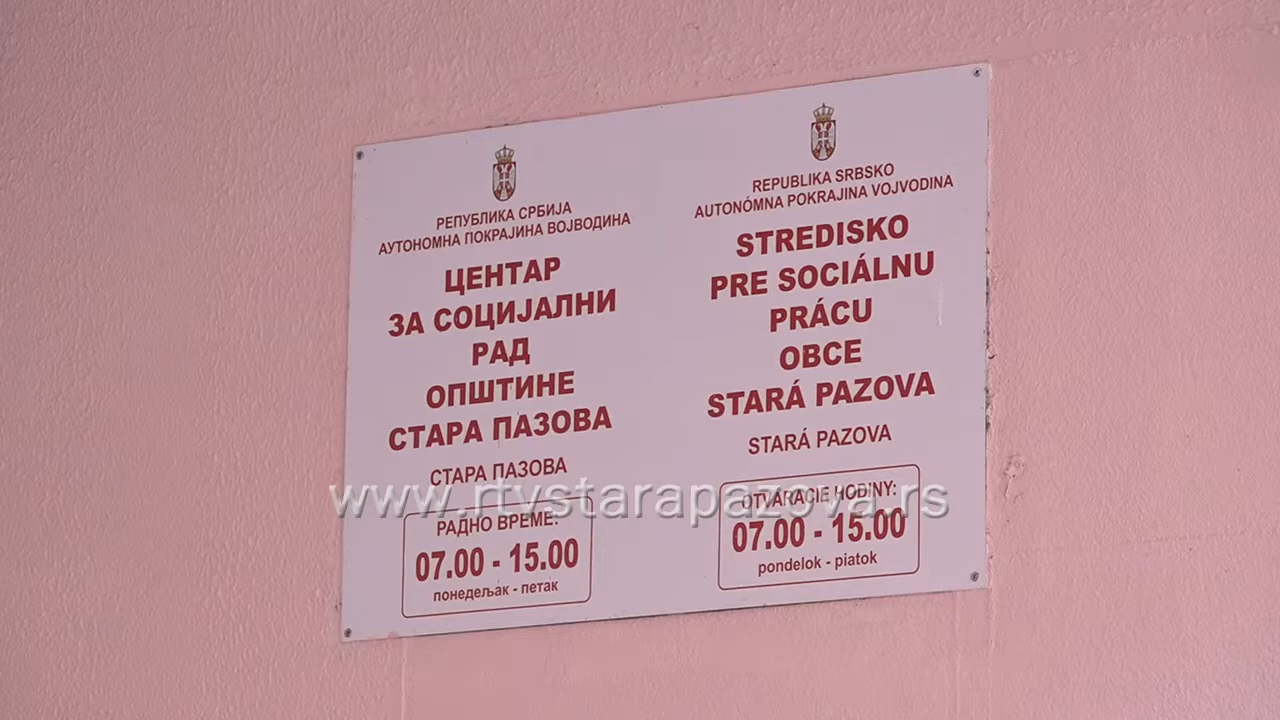 РЕПУБЛИКА СРБИЈА
АУТОНОМНА ПОКРАЈИНА ВОЈВОДИНА
ЦЕНТАР
ЗА СОЦИЈАЛНИ
РАД
ОПШТИНЕ
СТАРА ПАЗОВА
СТАРА ПАЗОВА
РАДНО ВРЕМЕ:
07.00 - 15.00
понедељак - петак
REPUBLIKA SRBSKO
AUTONÓMNA POKRAJINA VOJVODINA
STREDISKO
PRE SOCIÁLNU
PRÁCU
OBCE
STARÁ PAZOVA
STARÁ PAZOVA
OTVÁRACIE HODINY:
07.00 - 15.00
pondelok - piatok
www.rtvstarapazova.rs